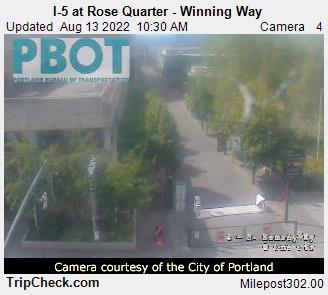 I-5 at Rose Quarter - Winning Way
Updated Aug 13 2022 10:30 AM Camera 4
PBOT
PORTLAND BUREAU OF TRANSPORTATION
Camera courtesy of the City of Portland
TripCheck.com Milepost302.00